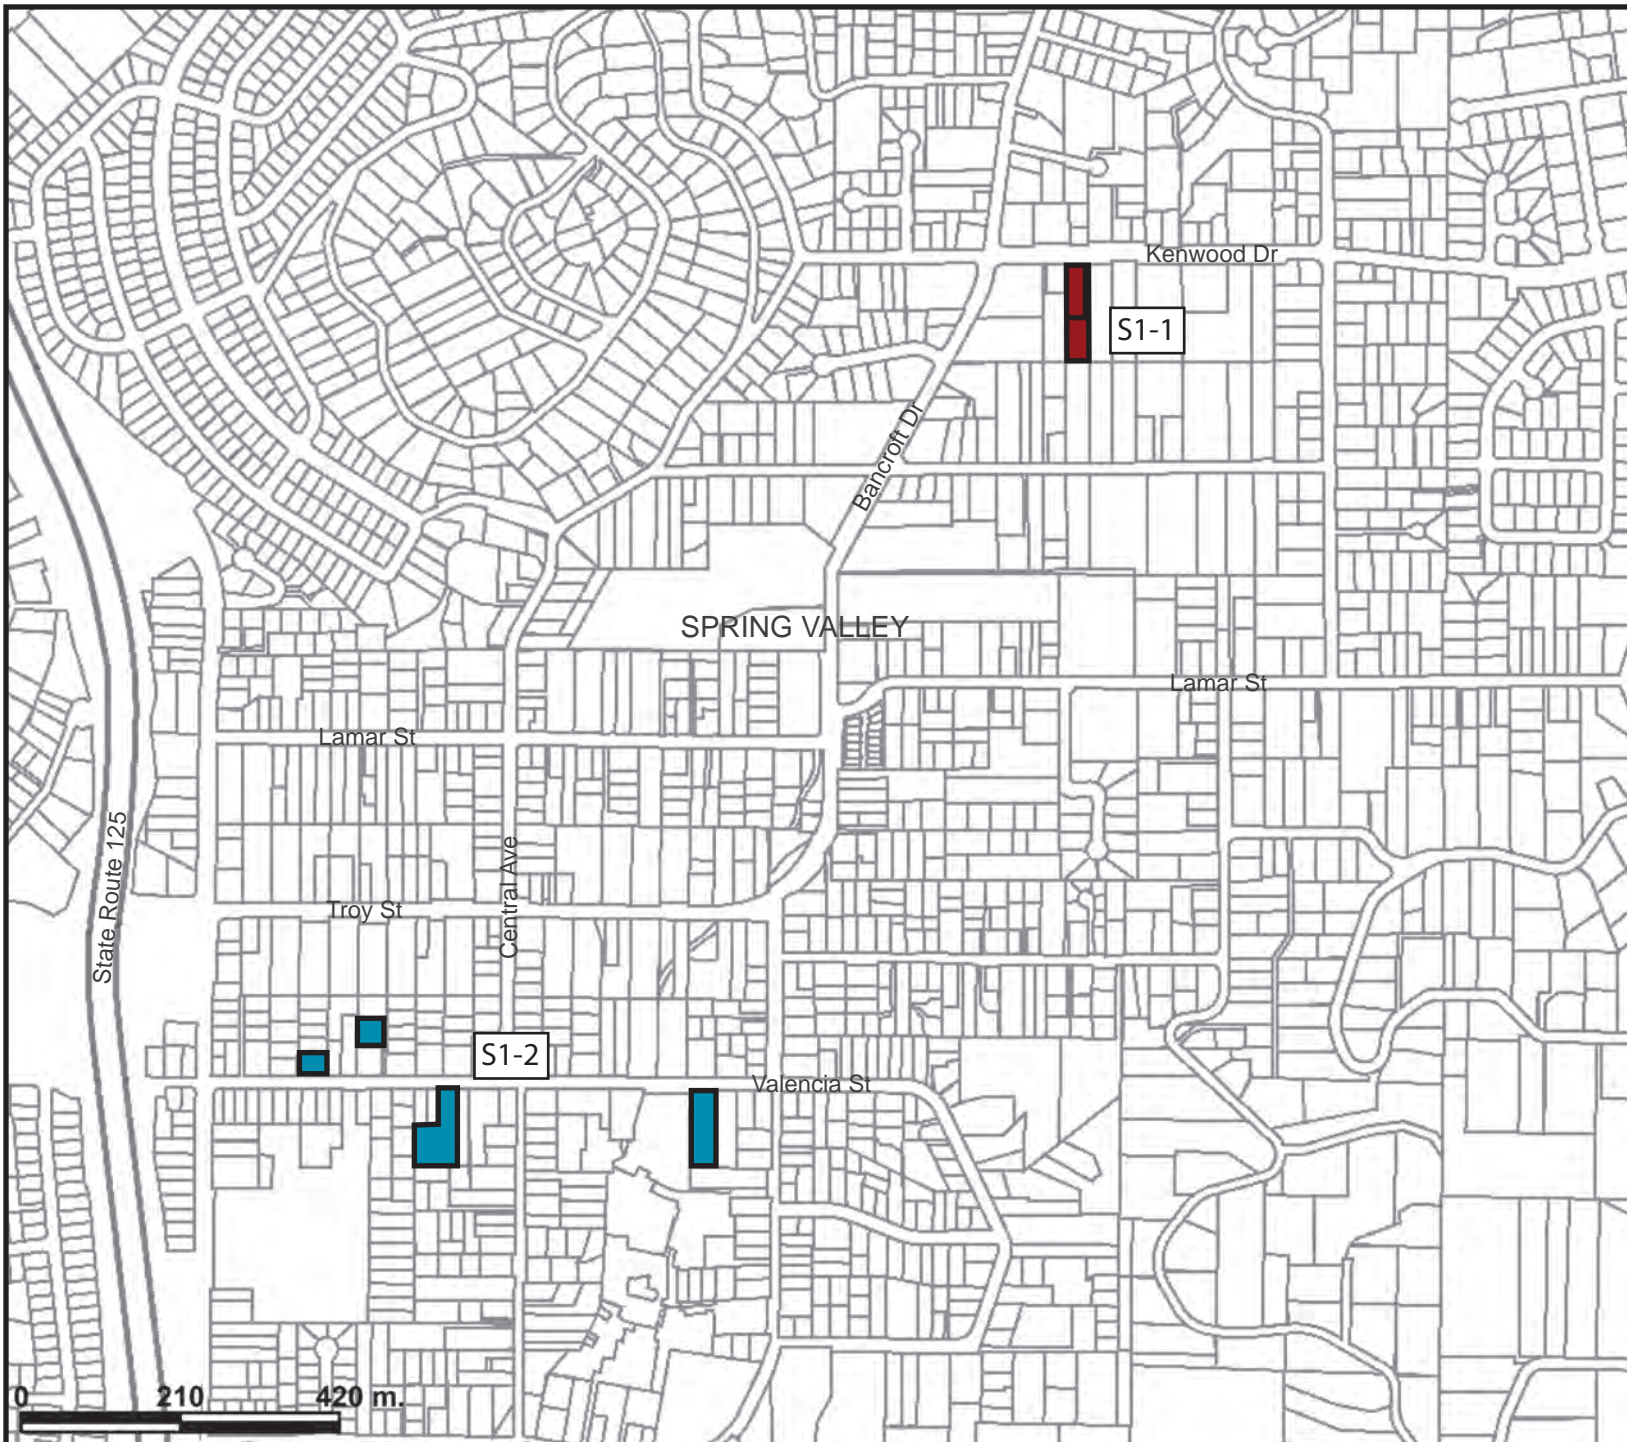 Kenwood Dr
S1-1
Bancroft Dr
SPRING VALLEY
Lamar St
Lamar St
State Route 125
Central Ave
Troy St
S1-2
Valencia St
0 210 420 m.